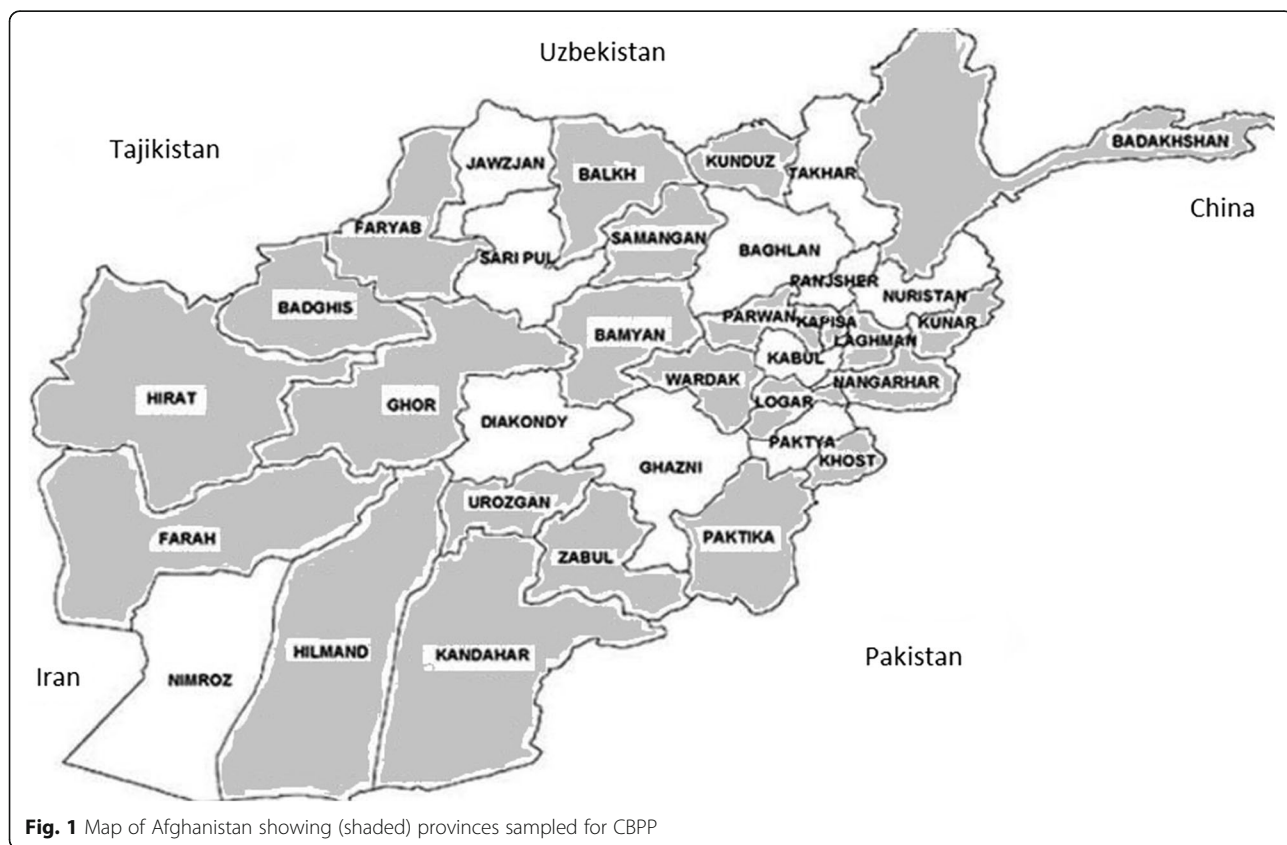 Uzbekistan
Tajikistan
China
BADAKHSHAN
JAWZJAN
BALKH
KUNDUZ
TAKHAR
FARYAB
SARI PUL
SAMANGAN
BAGHLAN
PANJSHER
NURISTAN
BADGHIS
BAMYAN
PARWAN
KAPISA
KUNAR
LAGHMAN
KABUL
HIRAT
GHOR
WARDAK
NANGARHAR
DIAKONDY
LOGAR
PAKTYA
KHOST
GHAZNI
UROZGAN
FARAH
ZABUL
PAKTIKA
HILMAND
KANDAHAR
Pakistan
Iran
NIMROZ
Fig. 1 Map of Afghanistan showing (shaded) provinces sampled for CBPP